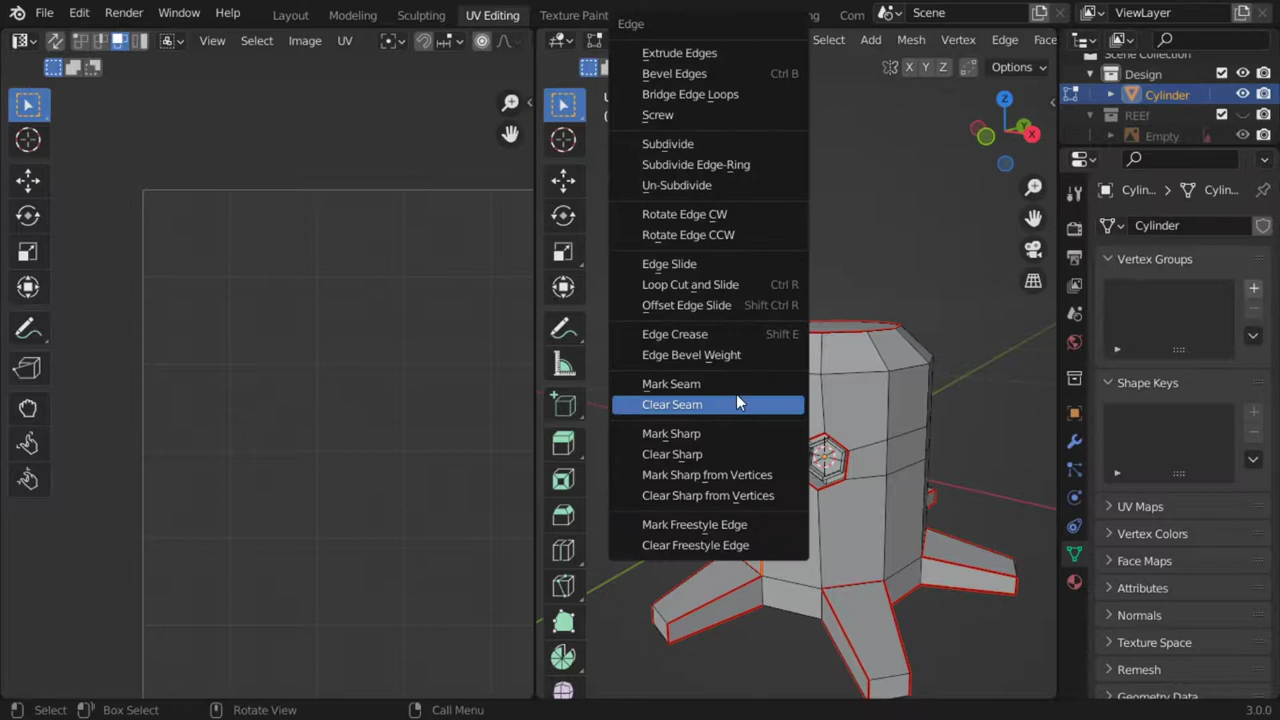 File Edit Render Window Help Layout Modeling Sculpting UV Editing Texture Paint Com Scene ViewLayer
View Select Image UV
Select Add Mesh Vertex Edge Face
X Y Z Options
Edge
Extrude Edges
Bevel Edges Ctrl B
Bridge Edge Loops
Screw
Subdivide
Subdivide Edge-Ring
Un-Subdivide
Rotate Edge CW
Rotate Edge CCW
Edge Slide
Loop Cut and Slide Ctrl R
Offset Edge Slide Shift Ctrl R
Edge Crease Shift E
Edge Bevel Weight
Mark Seam
Clear Seam
Mark Sharp
Clear Sharp
Mark Sharp from Vertices
Clear Sharp from Vertices
Mark Freestyle Edge
Clear Freestyle Edge
Z
Y
X
Scene Collection
Design
Cylinder
REEf
Empty
Cylin... Cylin...
Cylinder
Vertex Groups
Shape Keys
UV Maps
Vertex Colors
Face Maps
Attributes
Normals
Texture Space
Remesh
Geometry Data
Select Box Select Rotate View Call Menu 3.0.0